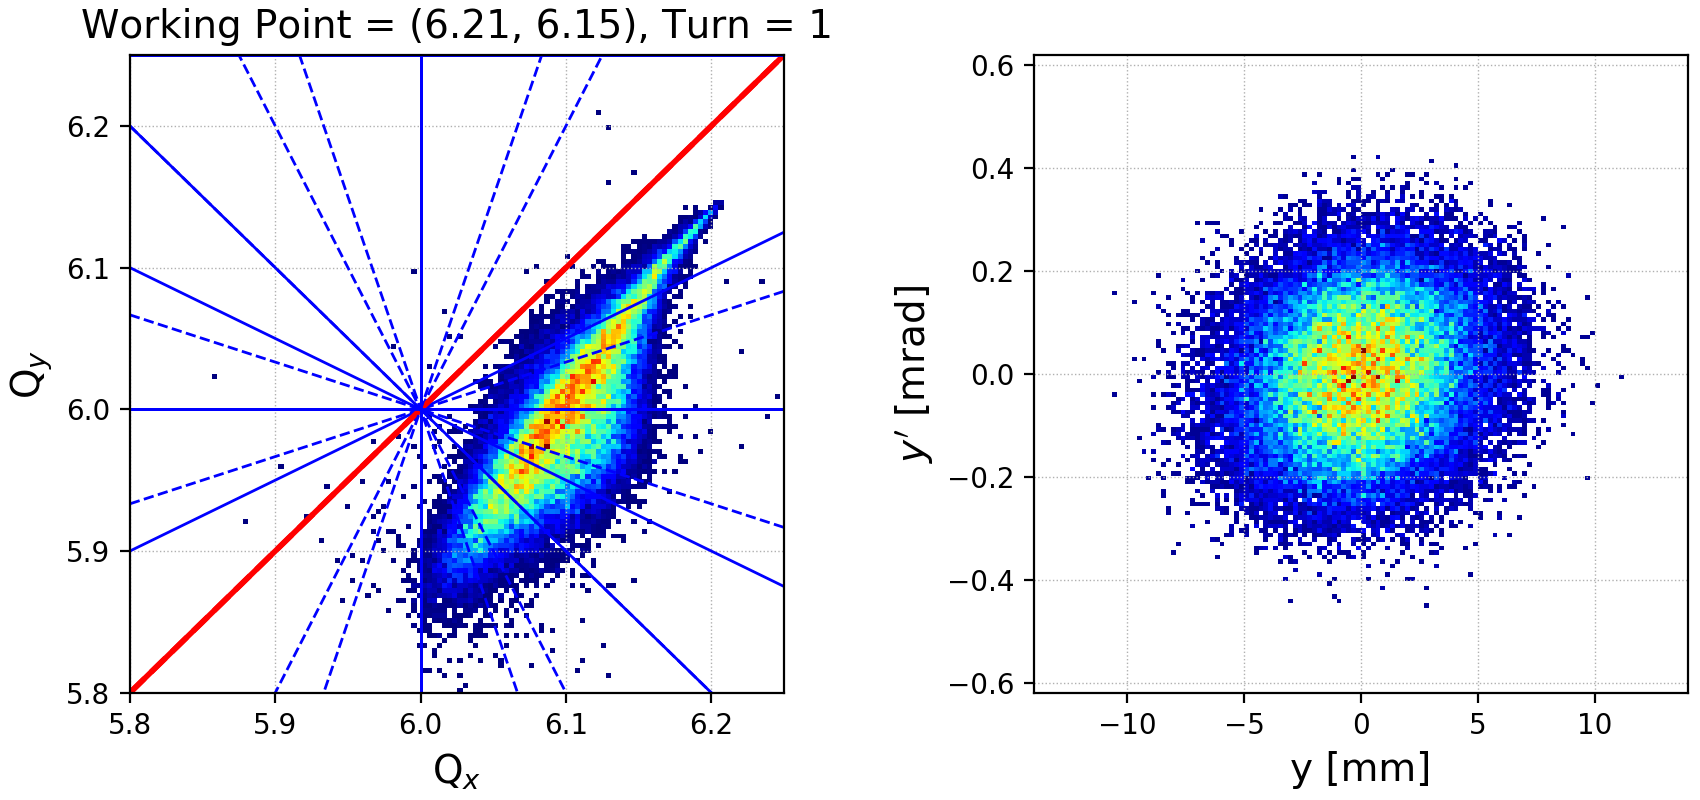 Working Point = (6.21, 6.15), Turn = 1
6.2
6.1
6.0
5.9
5.8
Q_y
5.8 5.9 6.0 6.1 6.2
Q_x
0.6
0.4
0.2
0.0
−0.2
−0.4
−0.6
y′ [mrad]
−10 −5 0 5 10
y [mm]